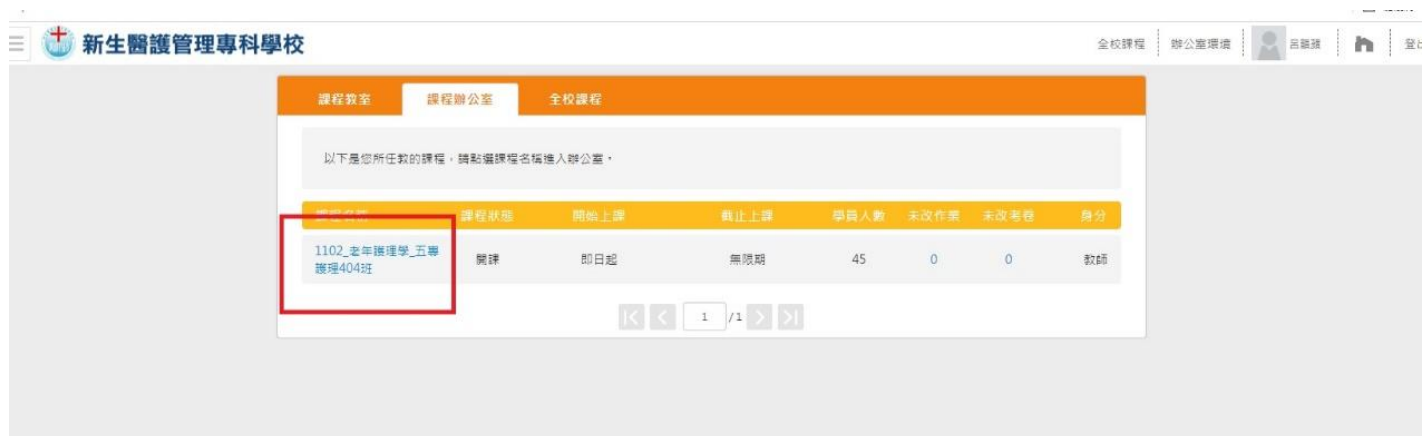 新生醫護管理專科學校
全校課程 辦公室環境
課程教室 課程辦公室 全校課程
以下是您所任教的課程，請點選課程名稱進入辦公室。
課程名稱 課程狀態 開始上課 截止上課 學員人數 未改作業 未改考卷 身分
1102_老年護理學_五專
護理404班 開課 即日起 無限期 45 0 0 教師
1 /1